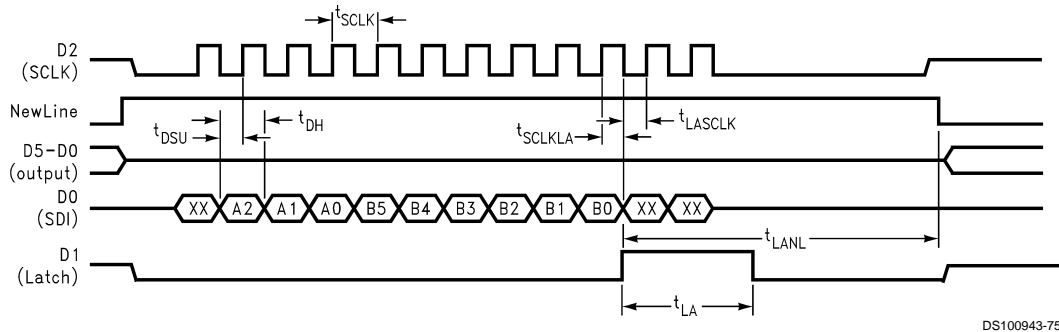 tSCLK
D2
(SCLK)
NewLine
tDSU
tDH
tSCLKLA
tLASCLK
D5-D0
(output)
D0
(SDI)
XX A2 A1 A0 B5 B4 B3 B2 B1 B0 XX XX
tLANL
D1
(Latch)
tLA
DS100943-75